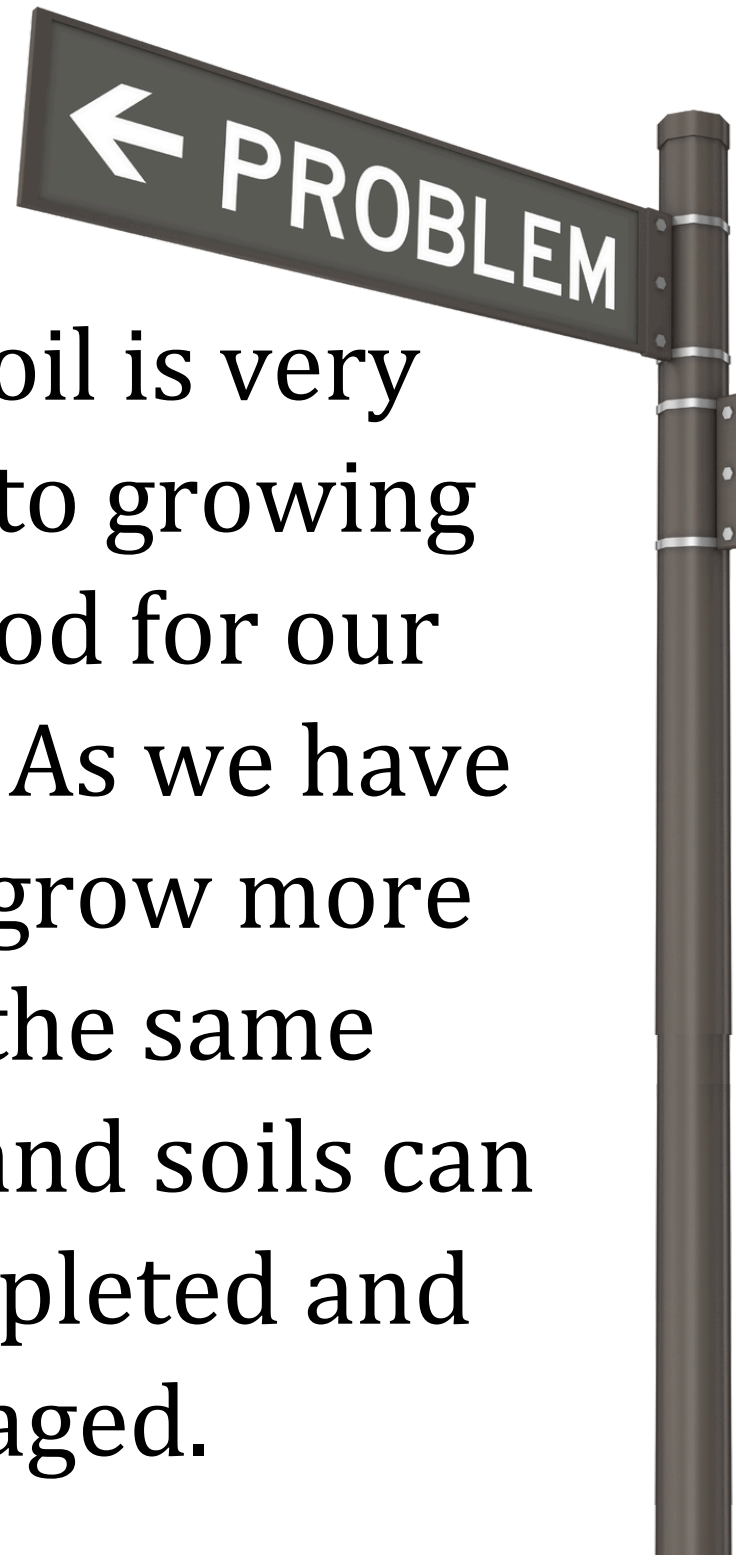 ← PROBLEM
oil is very
to growing
od for our
As we have
grow more
the same
nd soils can
pleted and
aged.